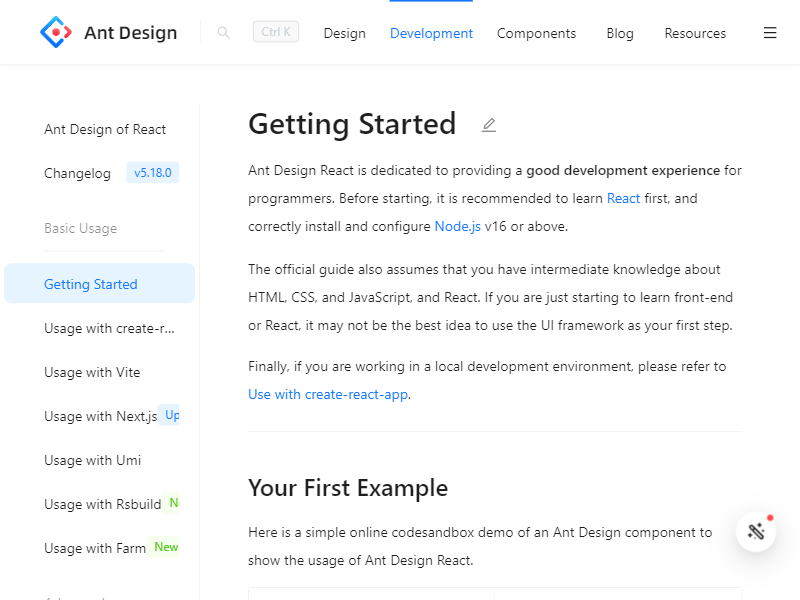 Ant Design
Ctrl K
Design
Development
Components
Blog
Resources
Ant Design of React
Changelog v5.18.0
Basic Usage
Getting Started
Usage with create-r...
Usage with Vite
Usage with Next.js Up
Usage with Umi
Usage with Rsbuild
Usage with Farm New
Getting Started
Ant Design React is dedicated to providing a good development experience for
programmers. Before starting, it is recommended to learn React first, and
correctly install and configure Node.js v16 or above.
The official guide also assumes that you have intermediate knowledge about
HTML, CSS, and JavaScript, and React. If you are just starting to learn front-end
or React, it may not be the best idea to use the UI framework as your first step.
Finally, if you are working in a local development environment, please refer to
Use with create-react-app.
Your First Example
Here is a simple online codesandbox demo of an Ant Design component to
show the usage of Ant Design React.